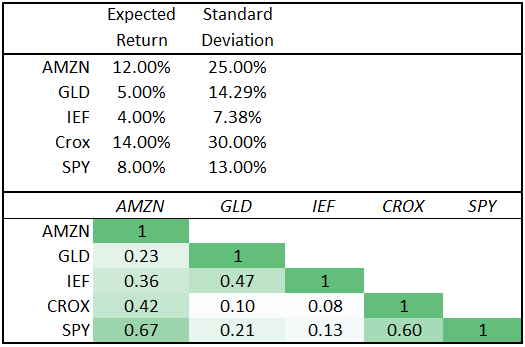 Expected Standard
Return Deviation
AMZN 12.00% 25.00%
GLD 5.00% 14.29%
IEF 4.00% 7.38%
Crox 14.00% 30.00%
SPY 8.00% 13.00%
AMZN GLD IEF CROX SPY
AMZN 1
GLD 0.23 1
IEF 0.36 0.47 1
CROX 0.42 0.10 0.08 1
SPY 0.67 0.21 0.13 0.60 1